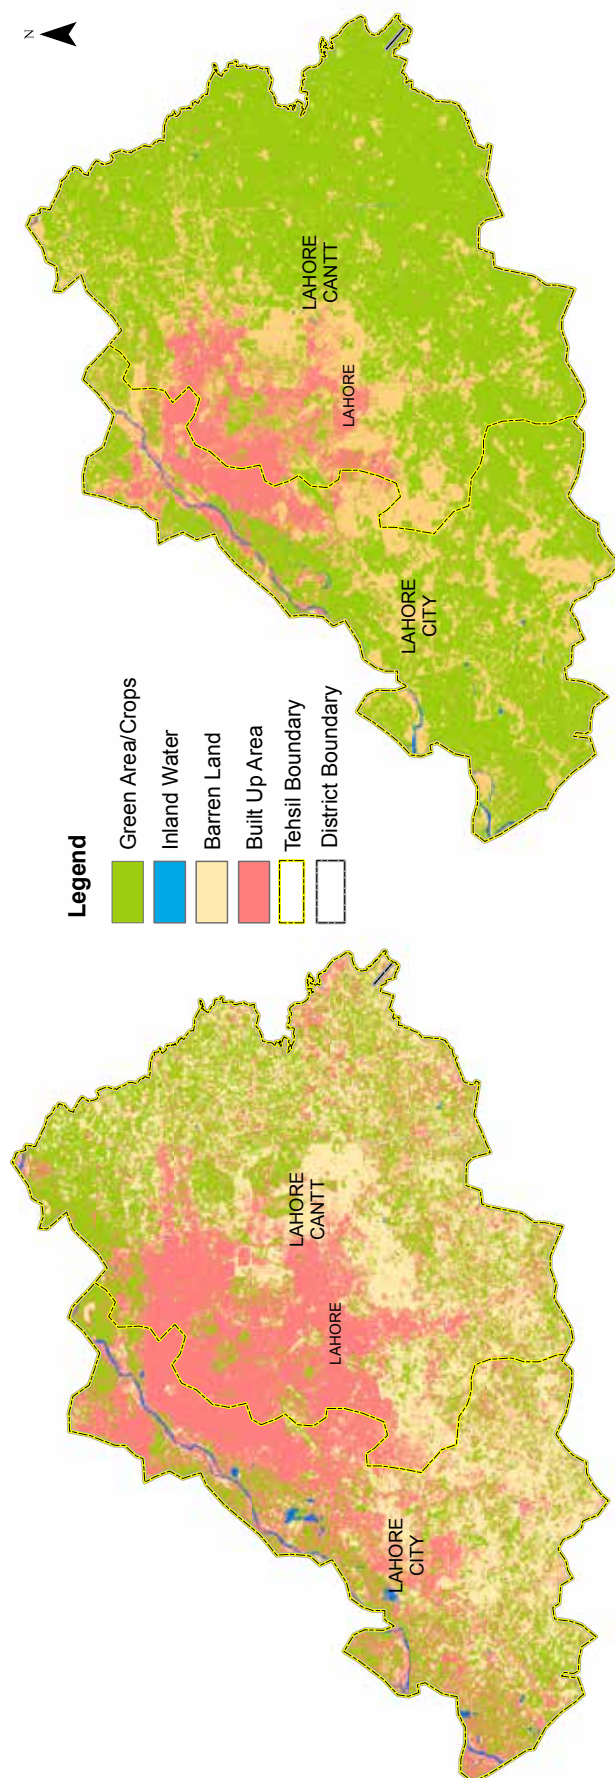 N
LAHORE
CANTT
LAHORE
LAHORE
CITY
Legend
Green Area/Crops
Inland Water
Barren Land
Built Up Area
Tehsil Boundary
District Boundary
LAHORE
CANTT
LAHORE
LAHORE
CITY